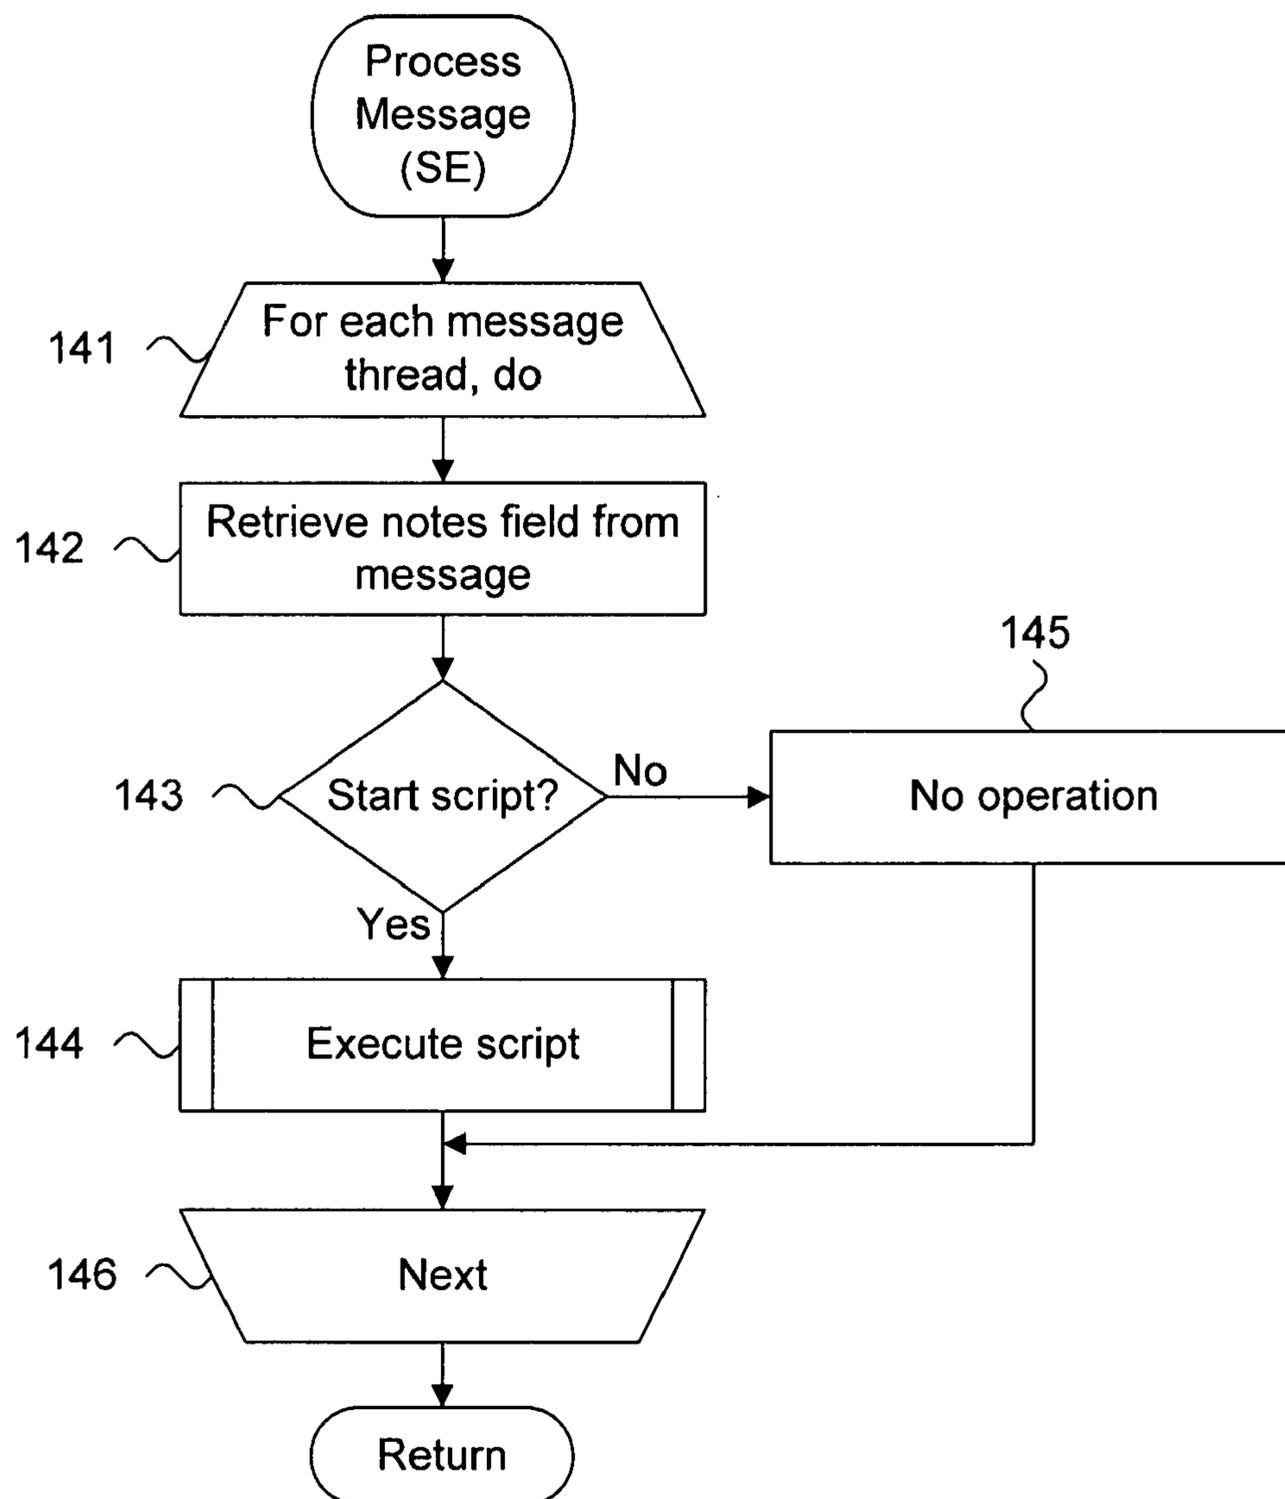 Process
Message
(SE)
141
For each message
thread, do
142
Retrieve notes field from
message
145
143
Start script?
No
No operation
Yes
144
Execute script
146
Next
Return